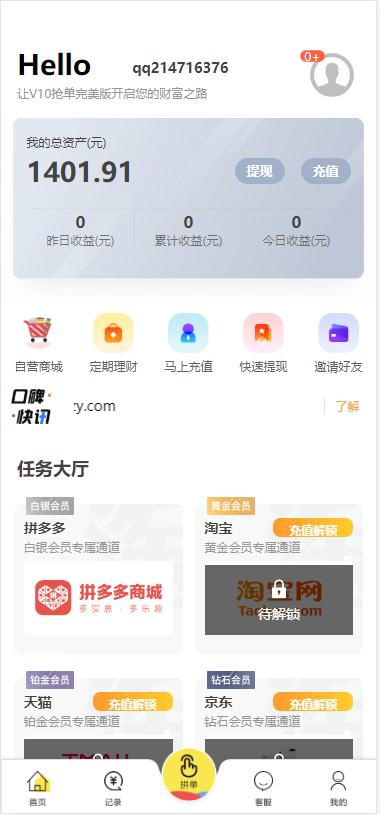 Hello
qq214716376
0+
让V10抢单完美版开启您的财富之路
我的总资产(元)
1401.91
提现
充值
0
0
0
昨日收益(元)
累计收益(元)
今日收益(元)
自营商城
定期理财
马上充值
快速提现
邀请好友
口碑
快讯
zy.com
了解
任务大厅
白银会员
拼多多
白银会员专属通道
拼多多商城
多实惠·多乐趣
黄金会员
淘宝
充值解锁
黄金会员专属通道
淘宝网
Taobao.com
待解锁
铂金会员
天猫
充值解锁
铂金会员专属通道
钻石会员
京东
充值解锁
钻石会员专属通道
首页
记录
拼单
客服
我的